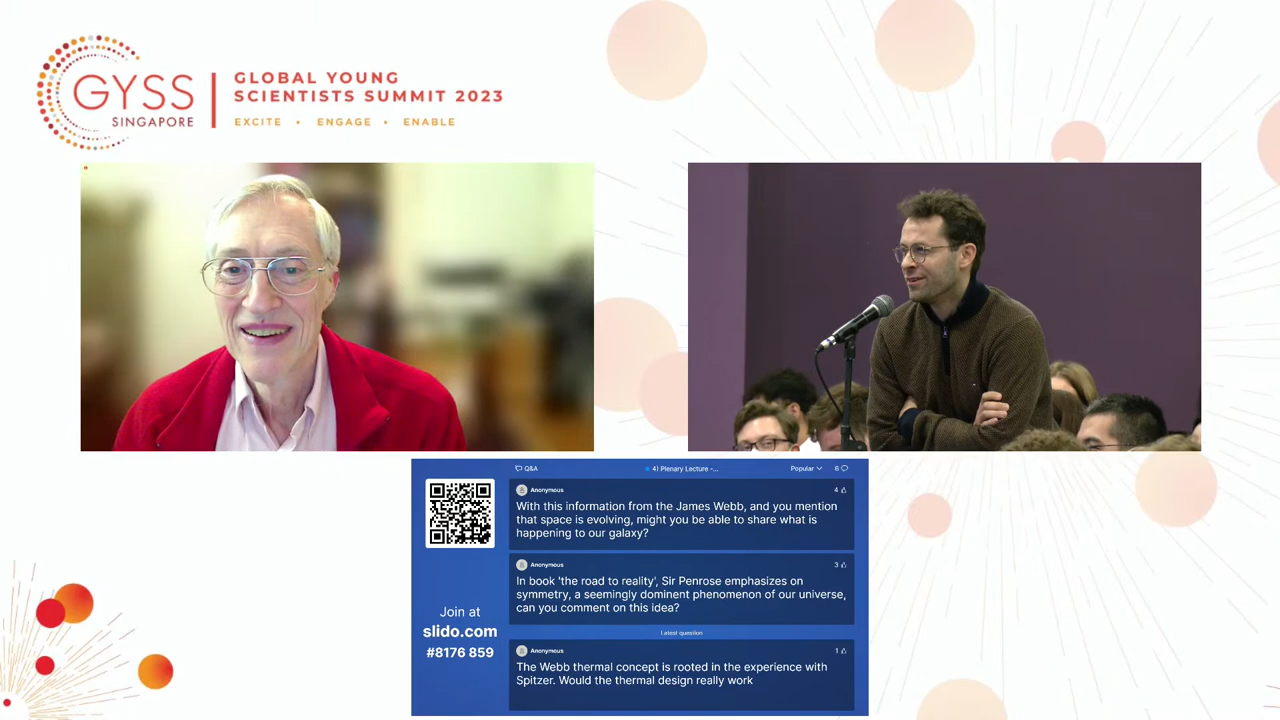 GYSS
SINGAPORE
GLOBAL YOUNG
SCIENTISTS SUMMIT 2023
EXCITE • ENGAGE • ENABLE
Q&A
4) Plenary Lecture -...
Popular
6
Anonymous
4
With this information from the James Webb, and you mention
that space is evolving, might you be able to share what is
happening to our galaxy?
Anonymous
3
In book 'the road to reality', Sir Penrose emphasizes on
symmetry, a seemingly dominent phenomenon of our universe,
can you comment on this idea?
Latest question
Anonymous
1
The Webb thermal concept is rooted in the experience with
Spitzer. Would the thermal design really work
Join at
slido.com
#8176 859